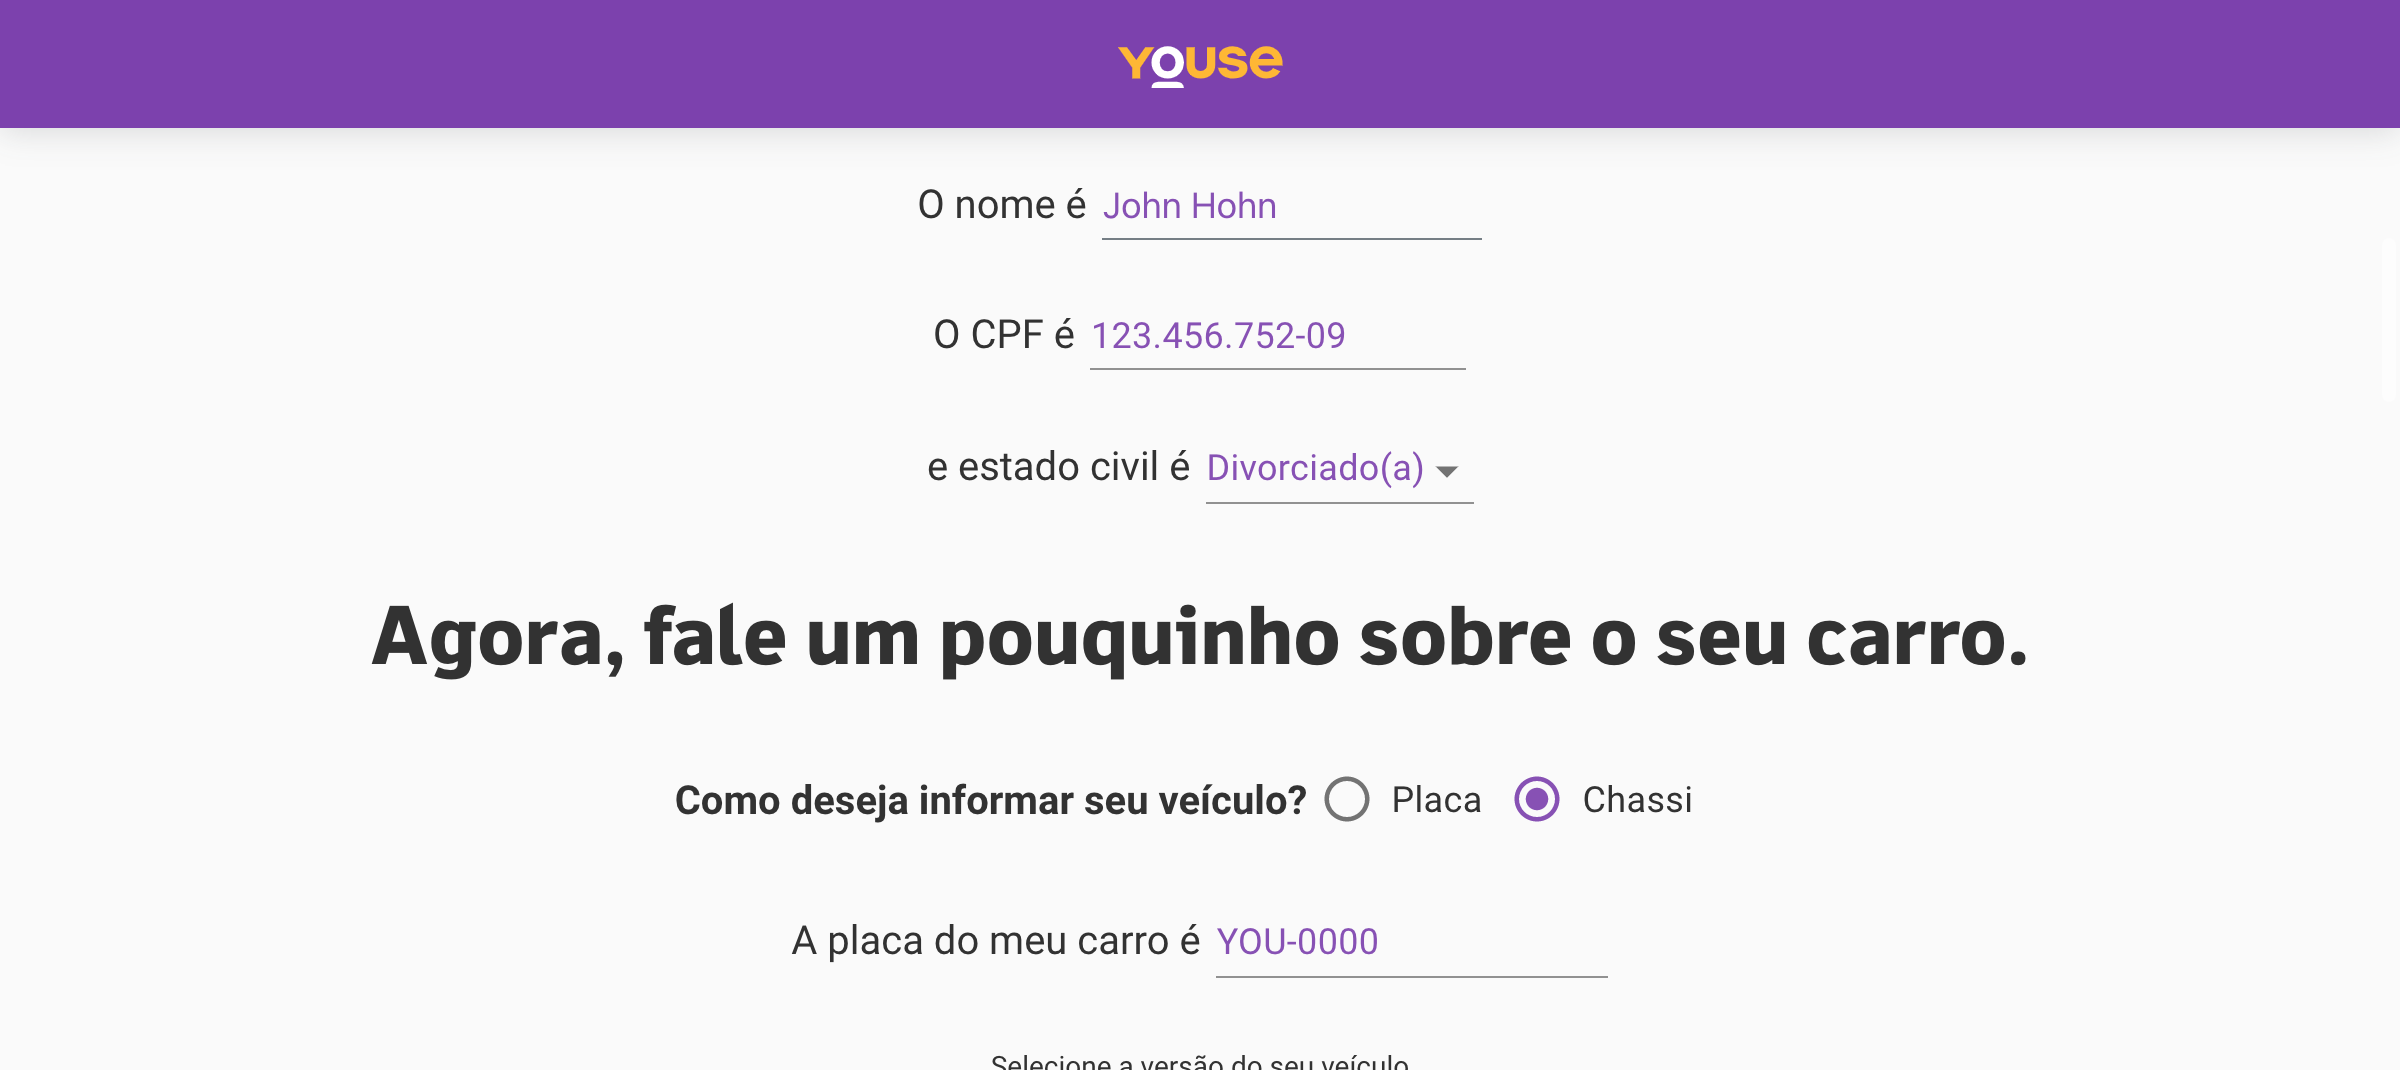 YOUSE
O nome é John Hohn
O CPF é 123.456.752-09
e estado civil é Divorciado(a)
Agora, fale um pouquinho sobre o seu carro.
Como deseja informar seu veículo? Placa Chassi
A placa do meu carro é YOU-0000
Selecione a versão do seu veículo